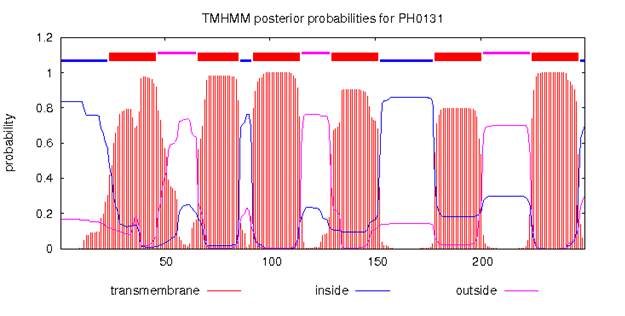 TMHMM posterior probabilities for PH0131
1.2
1
0.8
0.6
0.4
0.2
0
probability
50
100
150
200
transmembrane
inside
outside